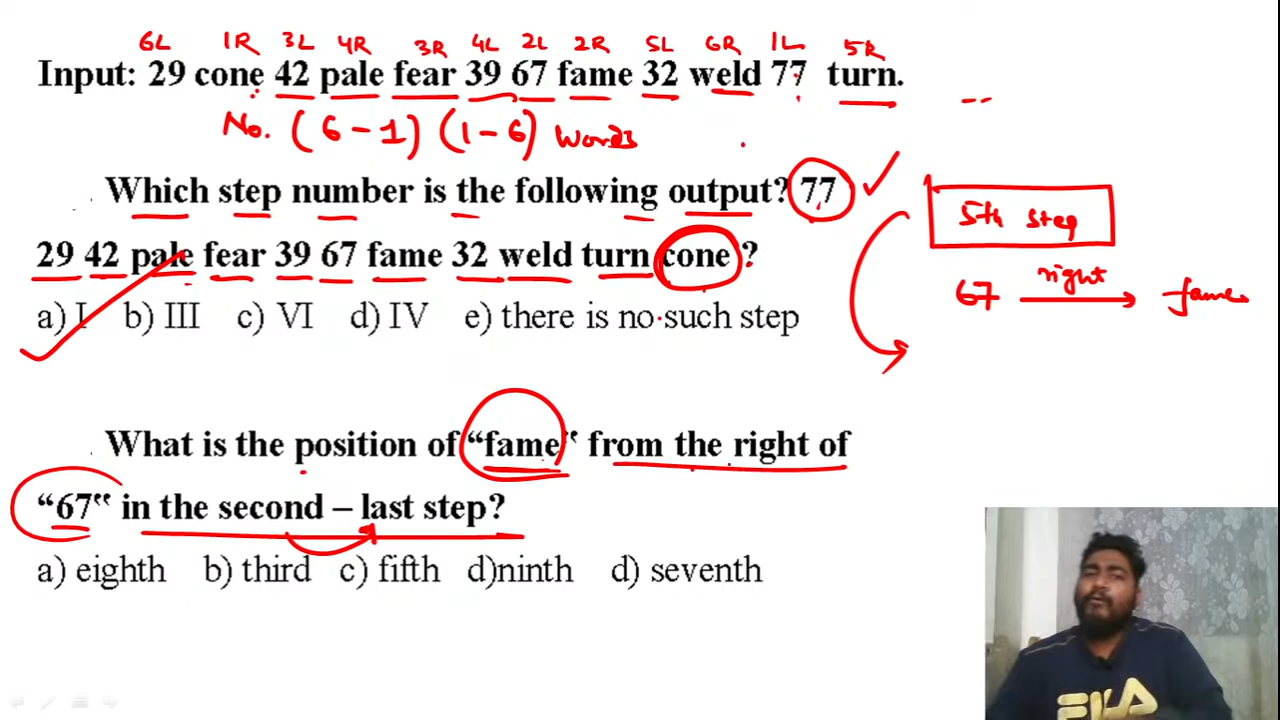 6L 1R 3L 4R 3R 4L 2L 2R 5L 6R 1L 5R
Input: 29 cone 42 pale fear 39 67 fame 32 weld 77 turn.
No. (6-1) (1-6) Words
Which step number is the following output? 77
29 42 pale fear 39 67 fame 32 weld turn cone ?
5th step
67 right fame
a) I b) III c) VI d) IV e) there is no such step
What is the position of “fame“ from the right of
“67“ in the second – last step?
a) eighth b) third c) fifth d)ninth d) seventh
FILA